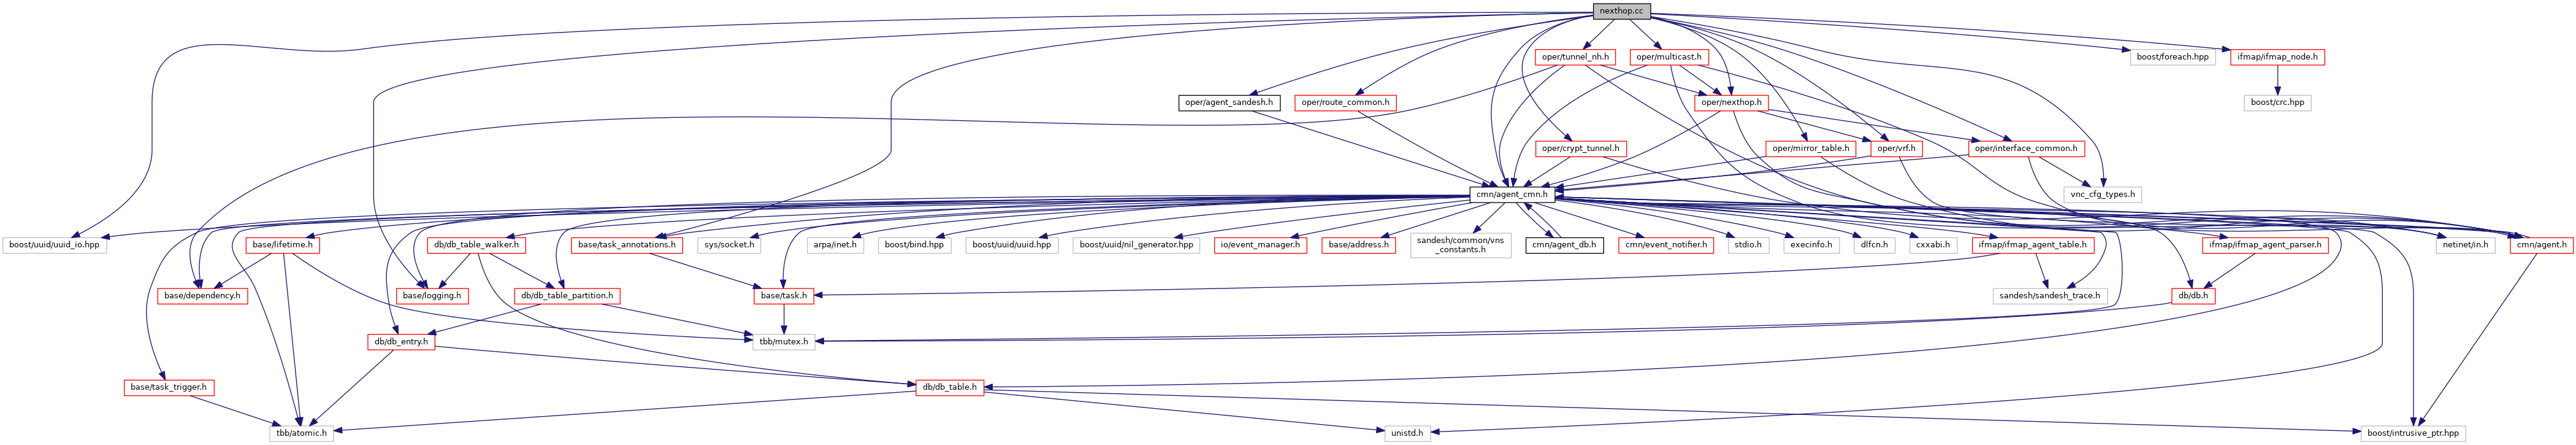 nexthop.cc
oper/tunnel_nh.h
oper/multicast.h
boost/foreach.hpp
ifmap/ifmap_node.h
oper/agent_sandesh.h
oper/route_common.h
oper/nexthop.h
boost/crc.hpp
oper/crypt_tunnel.h
oper/mirror_table.h
oper/vrf.h
oper/interface_common.h
cmn/agent_cmn.h
vnc_cfg_types.h
boost/uuid/uuid_io.hpp
base/lifetime.h
db/db_table_walker.h
base/task_annotations.h
sys/socket.h
arpa/inet.h
boost/bind.hpp
boost/uuid/uuid.hpp
boost/uuid/nil_generator.hpp
io/event_manager.h
base/address.h
sandesh/common/vns
_constants.h
cmn/agent_db.h
cmn/event_notifier.h
stdio.h
execinfo.h
dlfcn.h
cxxabi.h
ifmap/ifmap_agent_table.h
ifmap/ifmap_agent_parser.h
netinet/in.h
cmn/agent.h
base/dependency.h
base/logging.h
db/db_table_partition.h
base/task.h
sandesh/sandesh_trace.h
db/db.h
db/db_entry.h
tbb/mutex.h
base/task_trigger.h
db/db_table.h
tbb/atomic.h
unistd.h
boost/intrusive_ptr.hpp